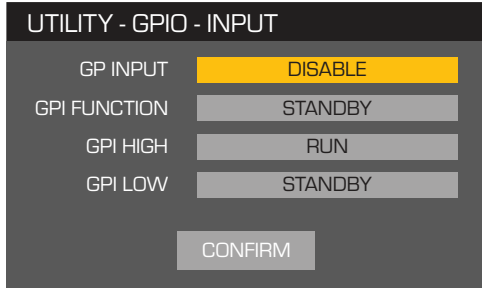 UTILITY - GPIO - INPUT
GP INPUT DISABLE
GPI FUNCTION STANDBY
GPI HIGH RUN
GPI LOW STANDBY
CONFIRM